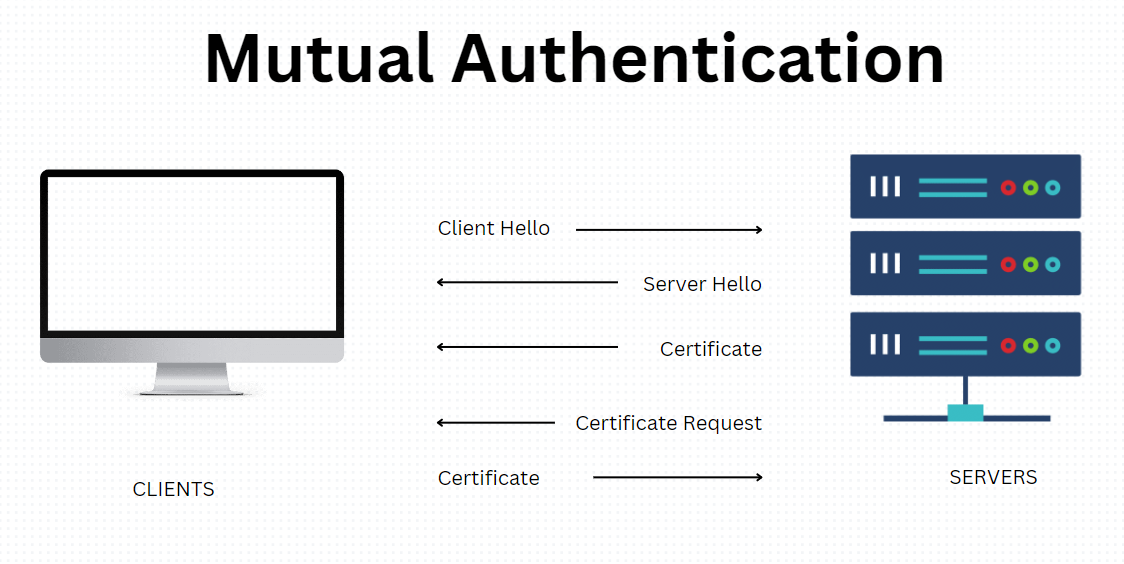 Mutual Authentication
Client Hello
Server Hello
Certificate
Certificate Request
Certificate
CLIENTS
SERVERS